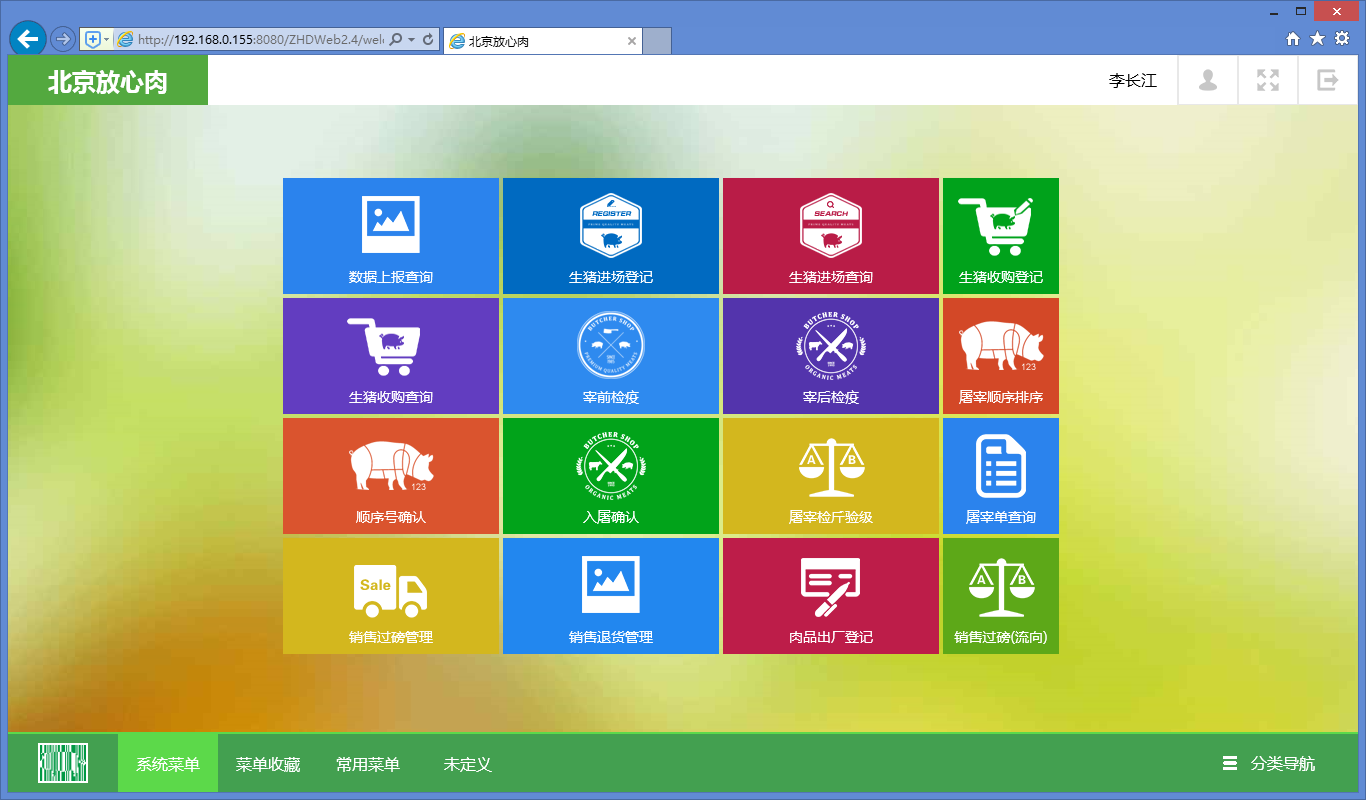 http://192.168.0.155:8080/ZHDWeb2.4/wel
北京放心肉
北京放心肉
李长江
REGISTER
SEARCH
数据上报查询
生猪进场登记
生猪进场查询
生猪收购登记
BUTCHER SHOP
PREMIUM QUALITY MEATS
BUTCHER SHOP
ORGANIC MEATS
123
生猪收购查询
宰前检疫
宰后检疫
屠宰顺序排序
123
BUTCHER SHOP
ORGANIC MEATS
A B
顺序号确认
入屠确认
屠宰检斤验级
屠宰单查询
Sale
A B
销售过磅管理
销售退货管理
肉品出厂登记
销售过磅(流向)
系统菜单
菜单收藏
常用菜单
未定义
分类导航